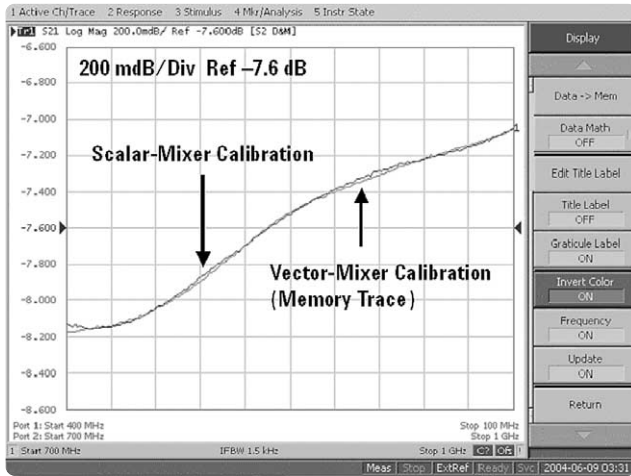 1 Active Ch/Trace 2 Response 3 Stimulus 4 Mkr/Analysis 5 Instr State
Tr1 S21 Log Mag 200.0mdB/ Ref -7.600dB [S2 D&M]
Display
-6.600
200 mdB/Div Ref –7.6 dB
-6.800
Data -> Mem
-7.000
1
Data Math
OFF
-7.200
Scalar-Mixer Calibration
Edit Title Label
-7.400
Title Label
OFF
-7.600
Graticule Label
ON
-7.800
Vector-Mixer Calibration
(Memory Trace)
Invert Color
ON
-8.000
Frequency
ON
-8.200
Update
ON
-8.400
Return
-8.600
Port 1: Start 400 MHz
Stop 100 MHz
Port 2: Start 700 MHz
Stop 1 GHz
1 Start 700 MHz
IFBW 1.5 kHz
Stop 1 GHz C? Ofs !
Meas Stop ExtRef Ready Svc 2004-06-09 03:31